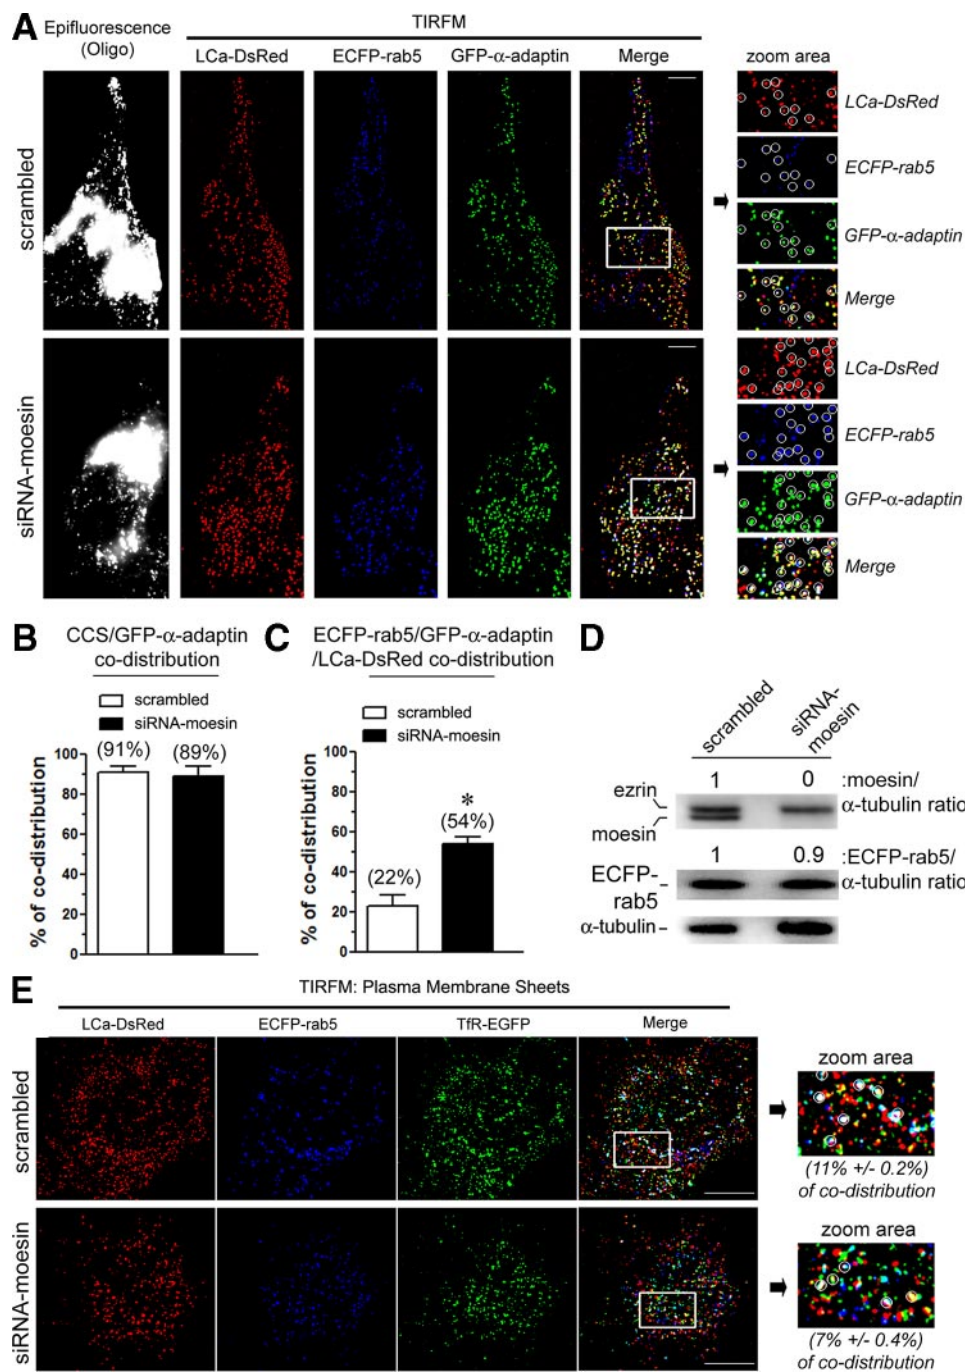 A
Epifluorescence
(Oligo)
TIRFM
LCa-DsRed
ECFP-rab5
GFP-α-adaptin
Merge
zoom area
scrambled
LCa-DsRed
ECFP-rab5
GFP-α-adaptin
Merge
siRNA-moesin
LCa-DsRed
ECFP-rab5
GFP-α-adaptin
Merge
B
CCS/GFP-α-adaptin
co-distribution
scrambled
siRNA-moesin
(91%)
(89%)
% of co-distribution
100
80
60
40
20
0
C
ECFP-rab5/GFP-α-adaptin
/LCa-DsRed co-distribution
scrambled
siRNA-moesin
*
(54%)
(22%)
% of co-distribution
100
80
60
40
20
0
D
scrambled
siRNA-
moesin
1
0
:moesin/
α-tubulin ratio
ezrin
moesin
1
0.9
:ECFP-rab5/
α-tubulin ratio
ECFP-
rab5
α-tubulin
E
TIRFM: Plasma Membrane Sheets
LCa-DsRed
ECFP-rab5
TfR-EGFP
Merge
zoom area
scrambled
(11% +/- 0.2%)
of co-distribution
siRNA-moesin
zoom area
(7% +/- 0.4%)
of co-distribution